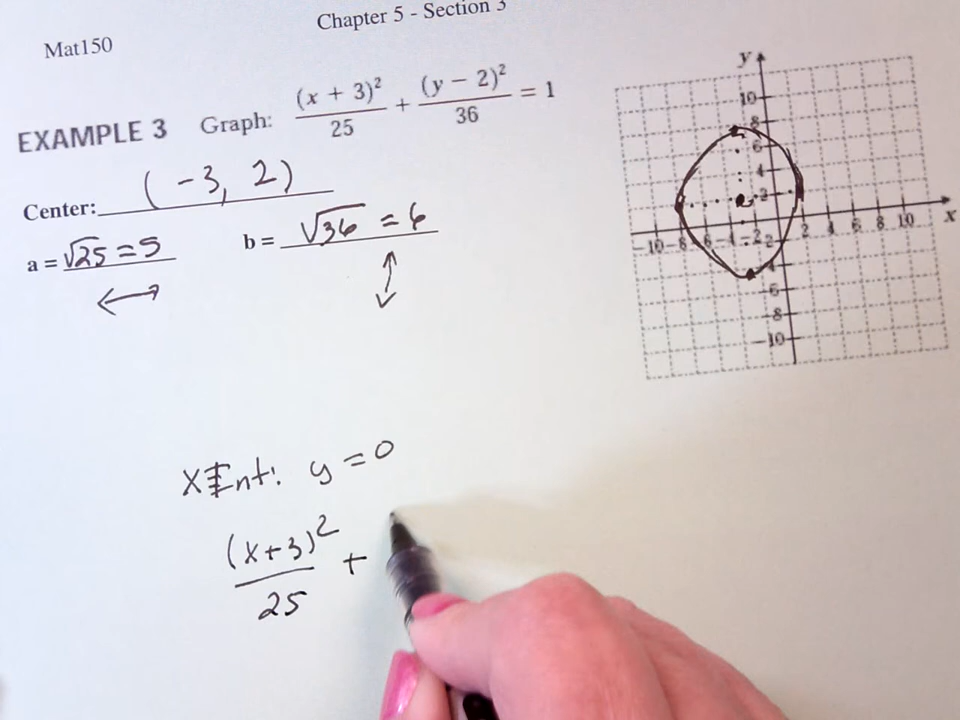 Chapter 5 - Section 3
Mat150
EXAMPLE 3 Graph: (x + 3)²/25 + (y − 2)²/36 = 1
Center: (-3, 2)
a = √25 = 5 b = √36 = 6
y
10
8
6
4
2
-10 -8 -6 -4 -2 2 4 6 8 10 x
-2
-4
-6
-8
-10
X Int: y = 0
(x+3)²/25 +